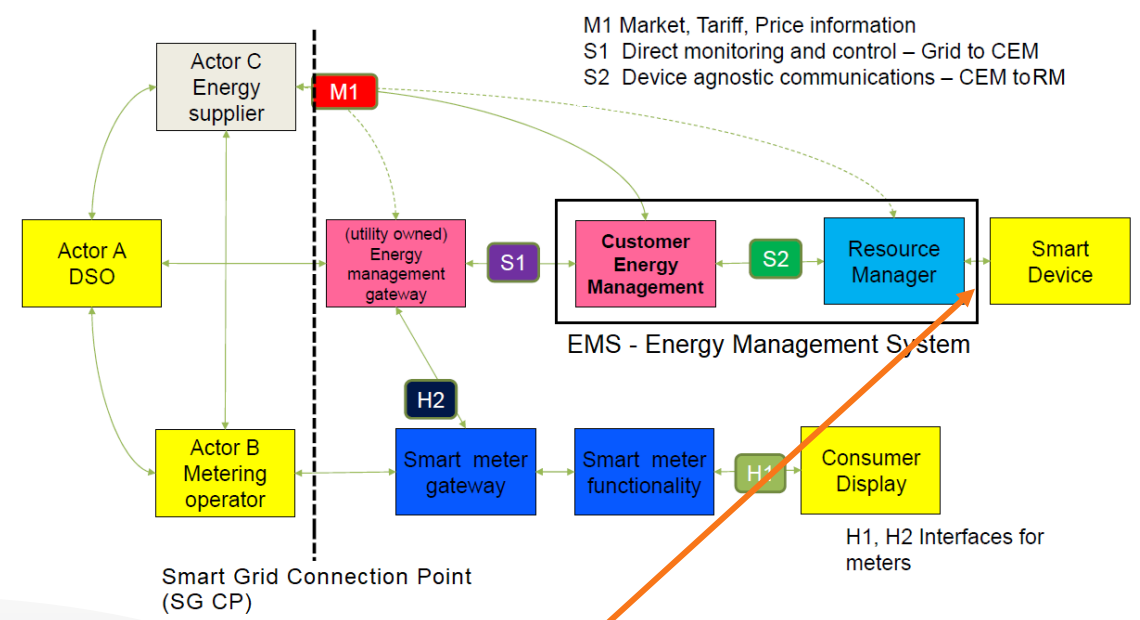 M1 Market, Tariff, Price information
S1 Direct monitoring and control – Grid to CEM
S2 Device agnostic communications – CEM toRM
Actor C
Energy
supplier
M1
Actor A
DSO
(utility owned)
Energy
management
gateway
S1
Customer
Energy
Management
S2
Resource
Manager
Smart
Device
EMS - Energy Management System
H2
Actor B
Metering
operator
Smart meter
gateway
Smart meter
functionality
H1
Consumer
Display
H1, H2 Interfaces for
meters
Smart Grid Connection Point
(SG CP)